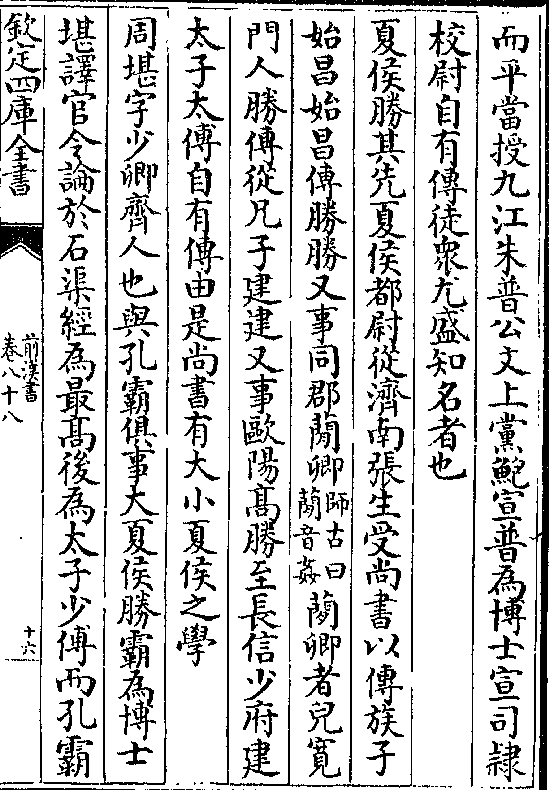 而平當授九江朱普公文上黨鮑宣普為博士宣司隸
校尉自有傳徒衆尤盛知名者也
夏侯勝其先夏侯都尉從濟南張生受尚書以傳族子
始昌始昌傳勝勝又事同郡蕑卿師古曰蕑音姦蕑卿者兒寛
門人勝傳從兄子建建又事歐陽髙勝至長信少府建
太子太傅自有傳由是尚書有大小夏侯之學
周堪字少卿齊人也與孔霸俱事大夏侯勝霸為博士
堪譯官令論於石渠經為最髙後為太子少傅而孔霸
欽定四庫全書
前漢書
卷八十八
十六